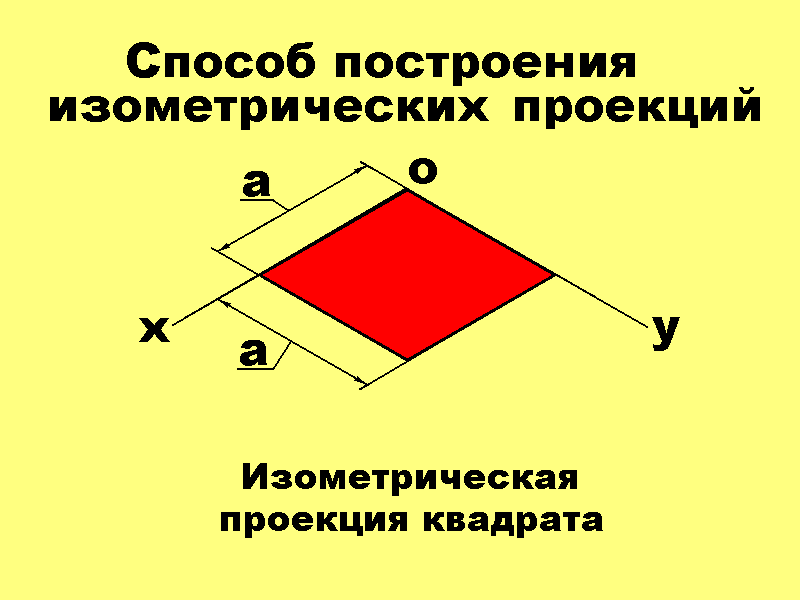 Способ построения
изометрических проекций
а
о
х
у
а
Изометрическая
проекция квадрата